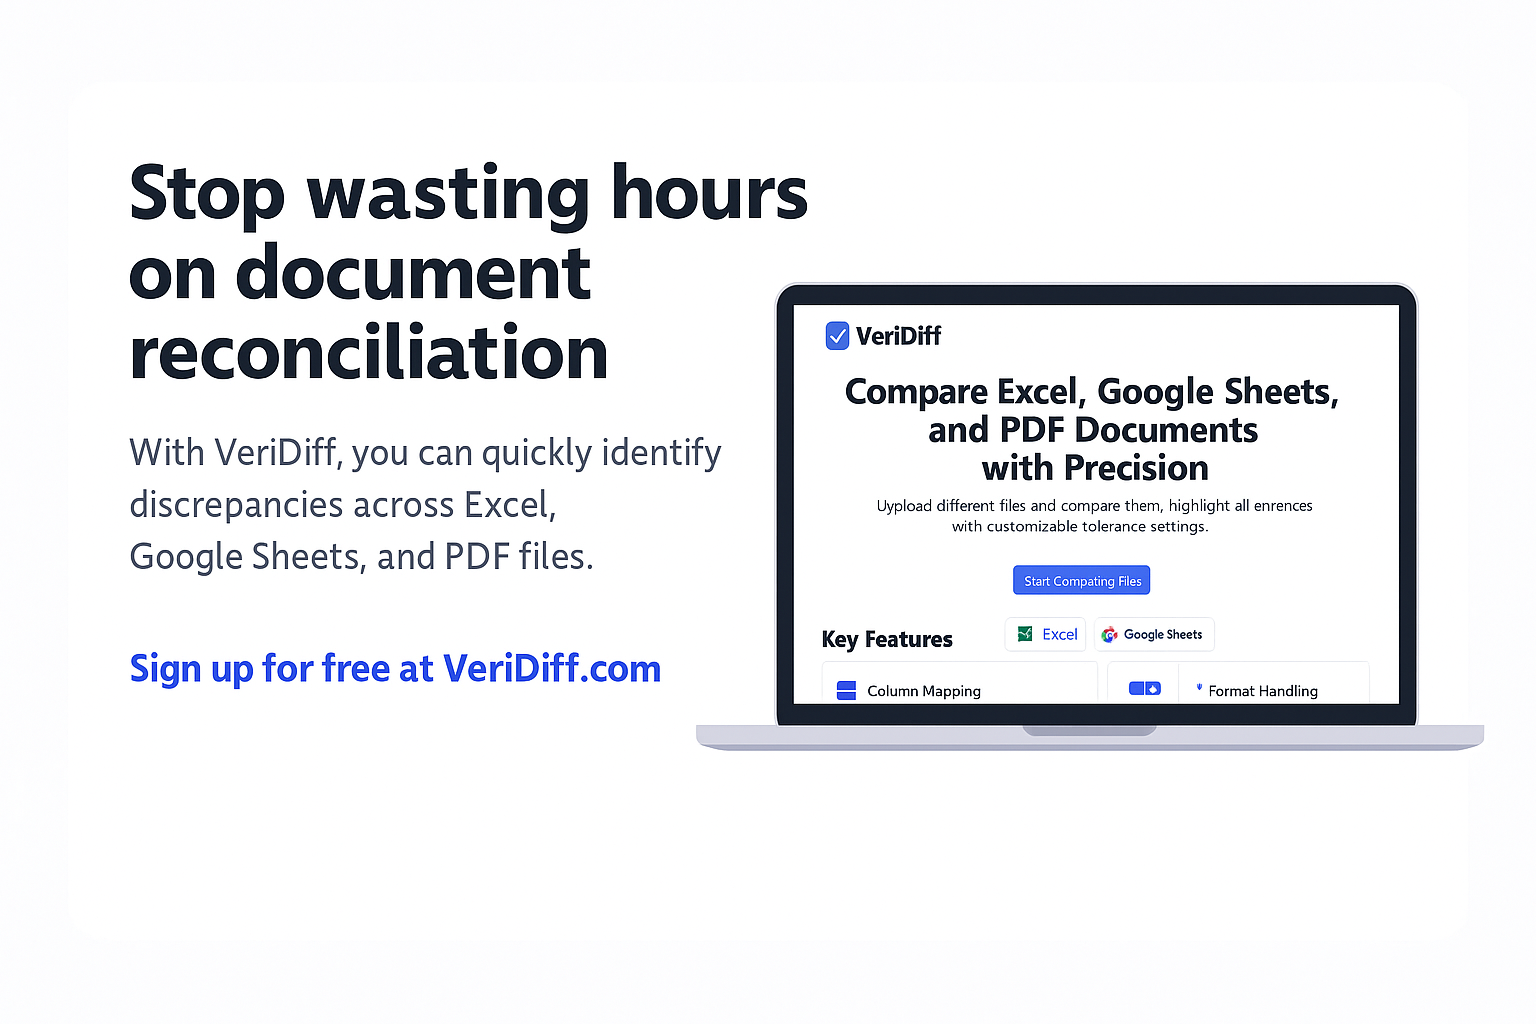 Stop wasting hours
on document
reconciliation
With VeriDiff, you can quickly identify
discrepancies across Excel,
Google Sheets, and PDF files.
Sign up for free at VeriDiff.com
VeriDiff
Compare Excel, Google Sheets,
and PDF Documents
with Precision
Uypload different files and compare them, highlight all enrences
with customizable tolerance settings.
Start Compating Files
Key Features
Excel
Google Sheets
Column Mapping
Format Handling